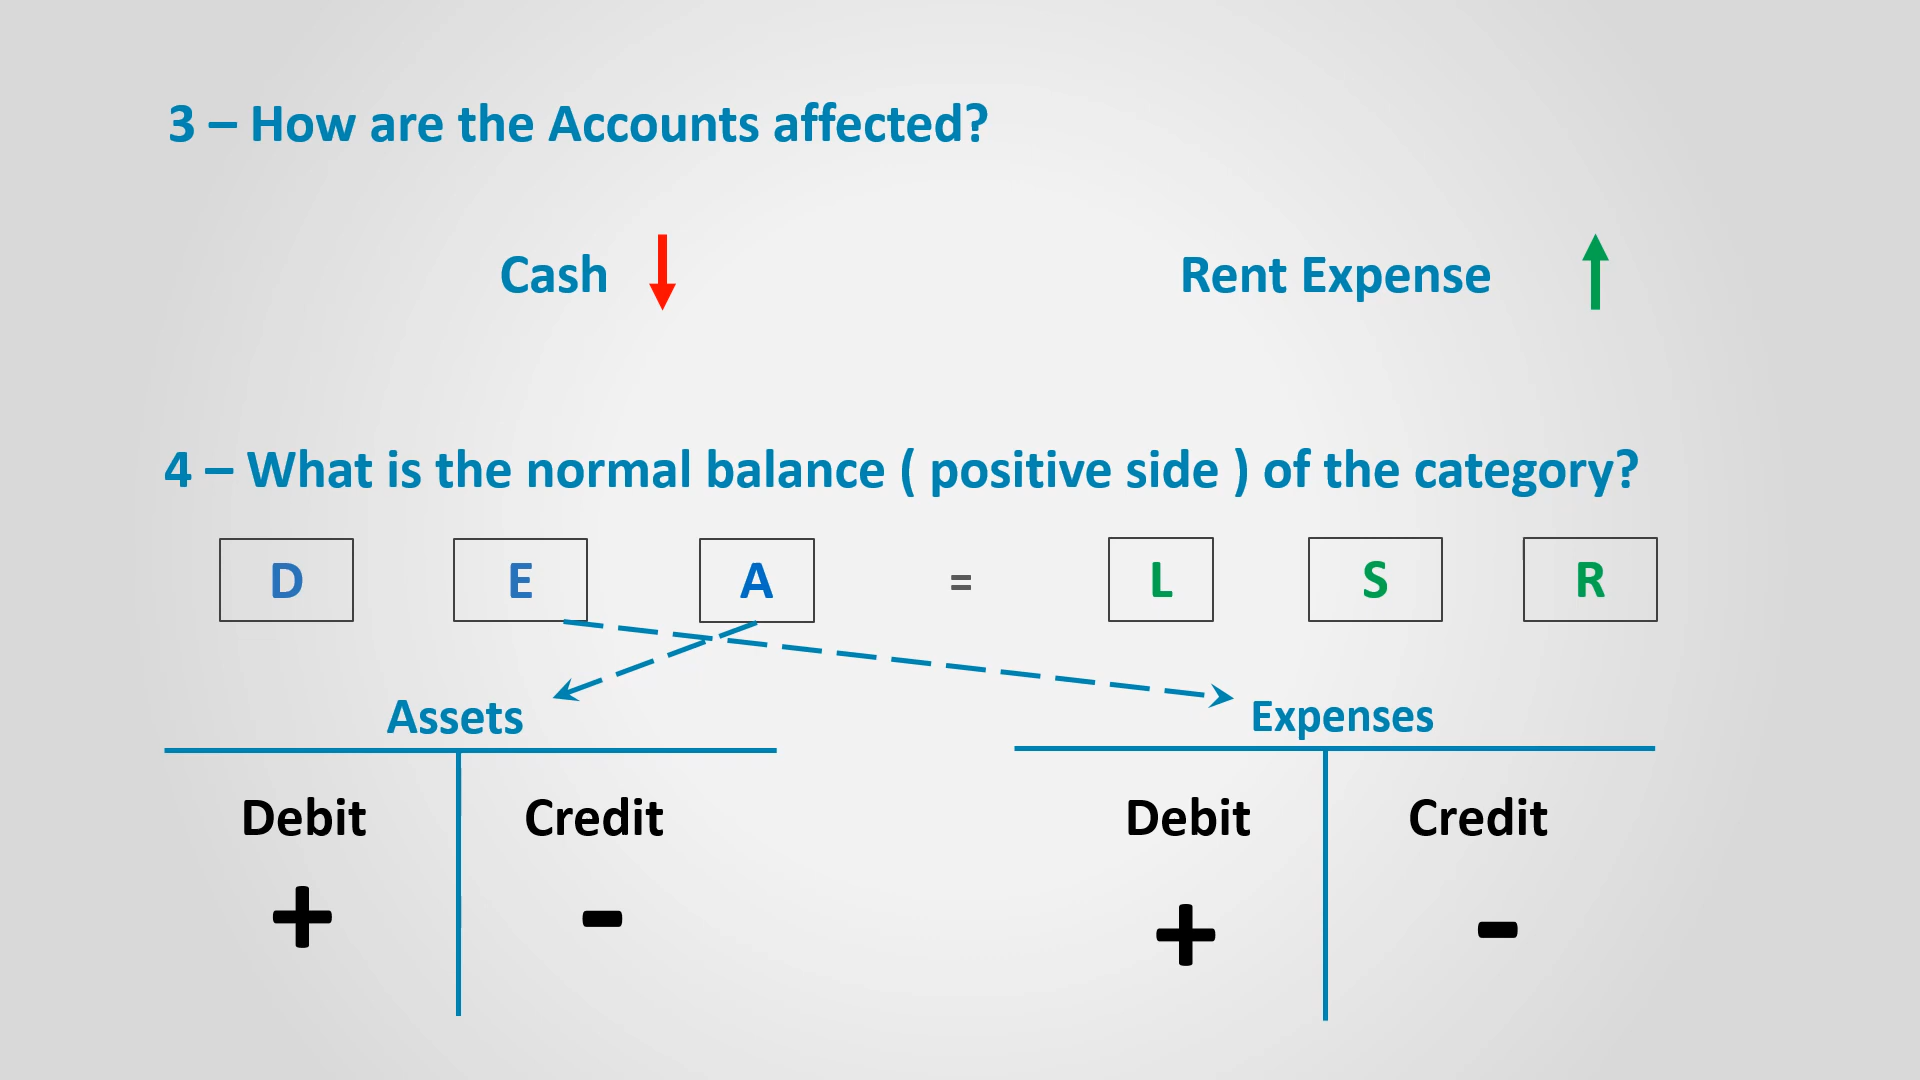 3 – How are the Accounts affected?
Cash
Rent Expense
4 – What is the normal balance ( positive side ) of the category?
D E A = L S R
Assets
Expenses
Debit Credit
Debit Credit
+ -
+ -